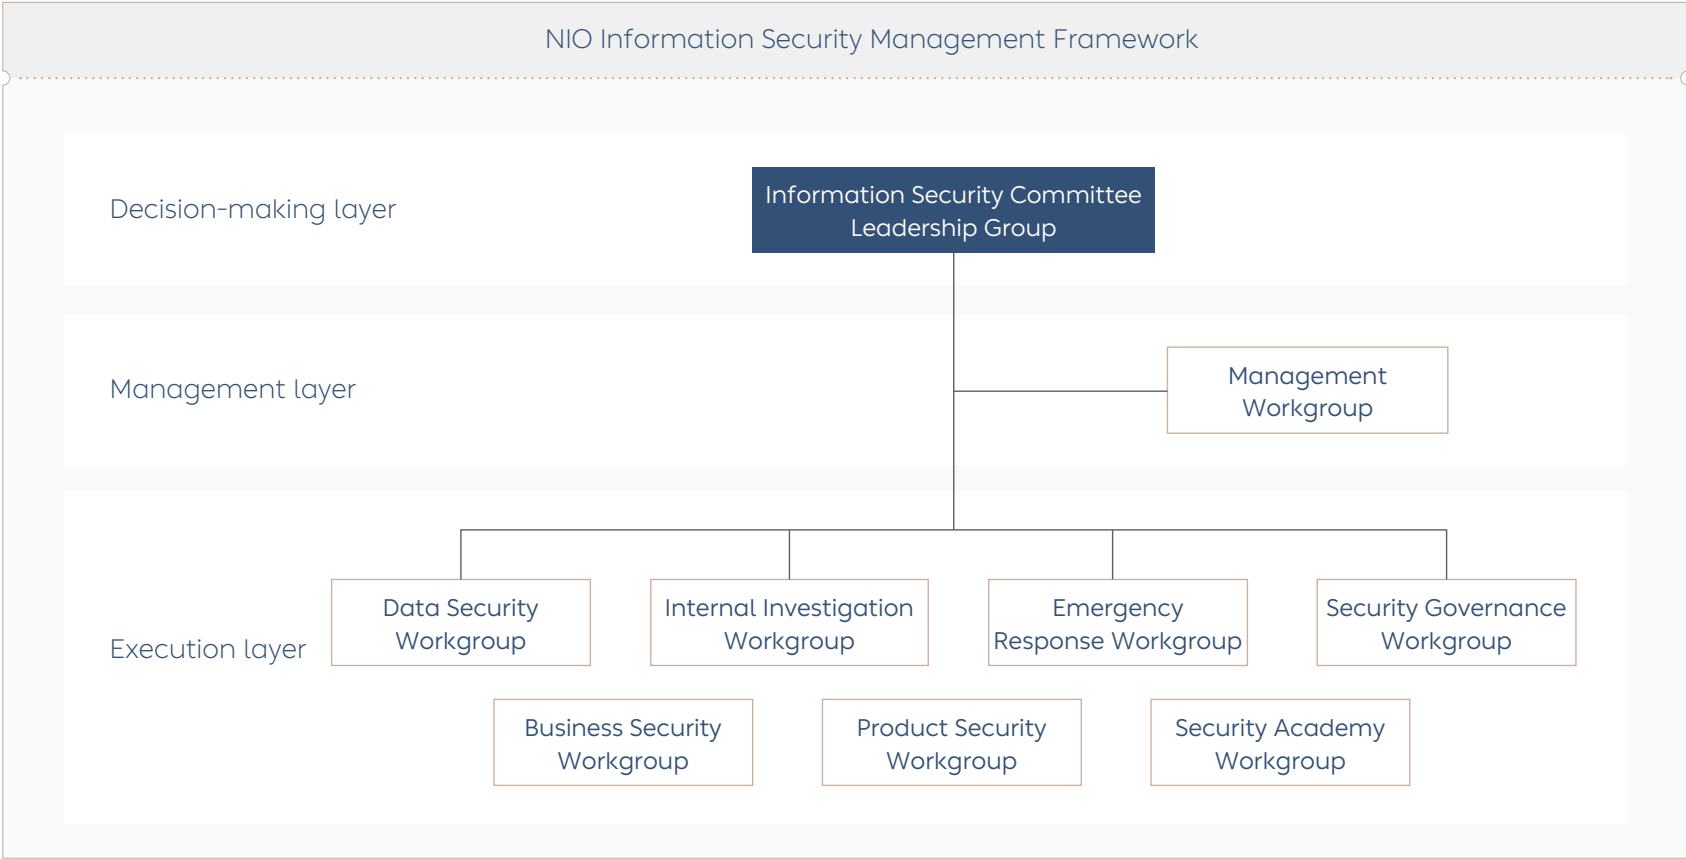 NIO Information Security Management Framework
Decision-making layer
Information Security Committee
Leadership Group
Management layer
Management
Workgroup
Execution layer
Data Security
Workgroup
Internal Investigation
Workgroup
Emergency
Response Workgroup
Security Governance
Workgroup
Business Security
Workgroup
Product Security
Workgroup
Security Academy
Workgroup